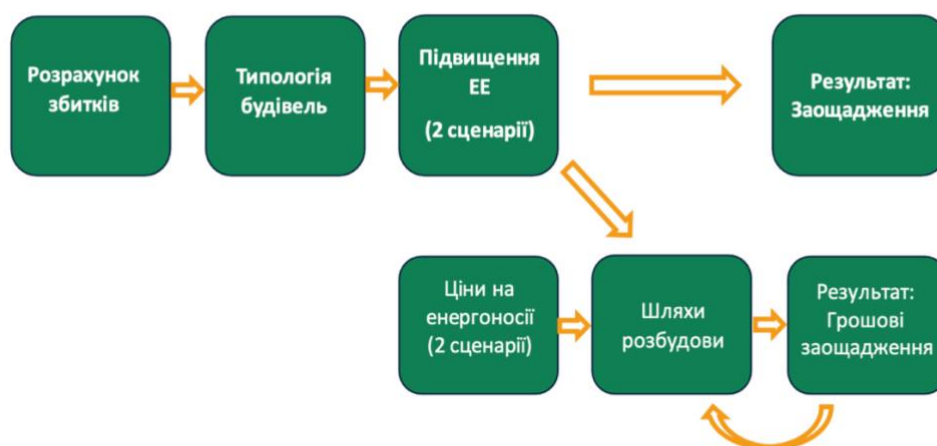 Розрахунок
збитків
Типологія
будівель
Підвищення
ЕЕ
(2 сценарії)
Результат:
Заощадження
Ціни на
енергоносії
(2 сценарії)
Шляхи
розбудови
Результат:
Грошові
заощадження